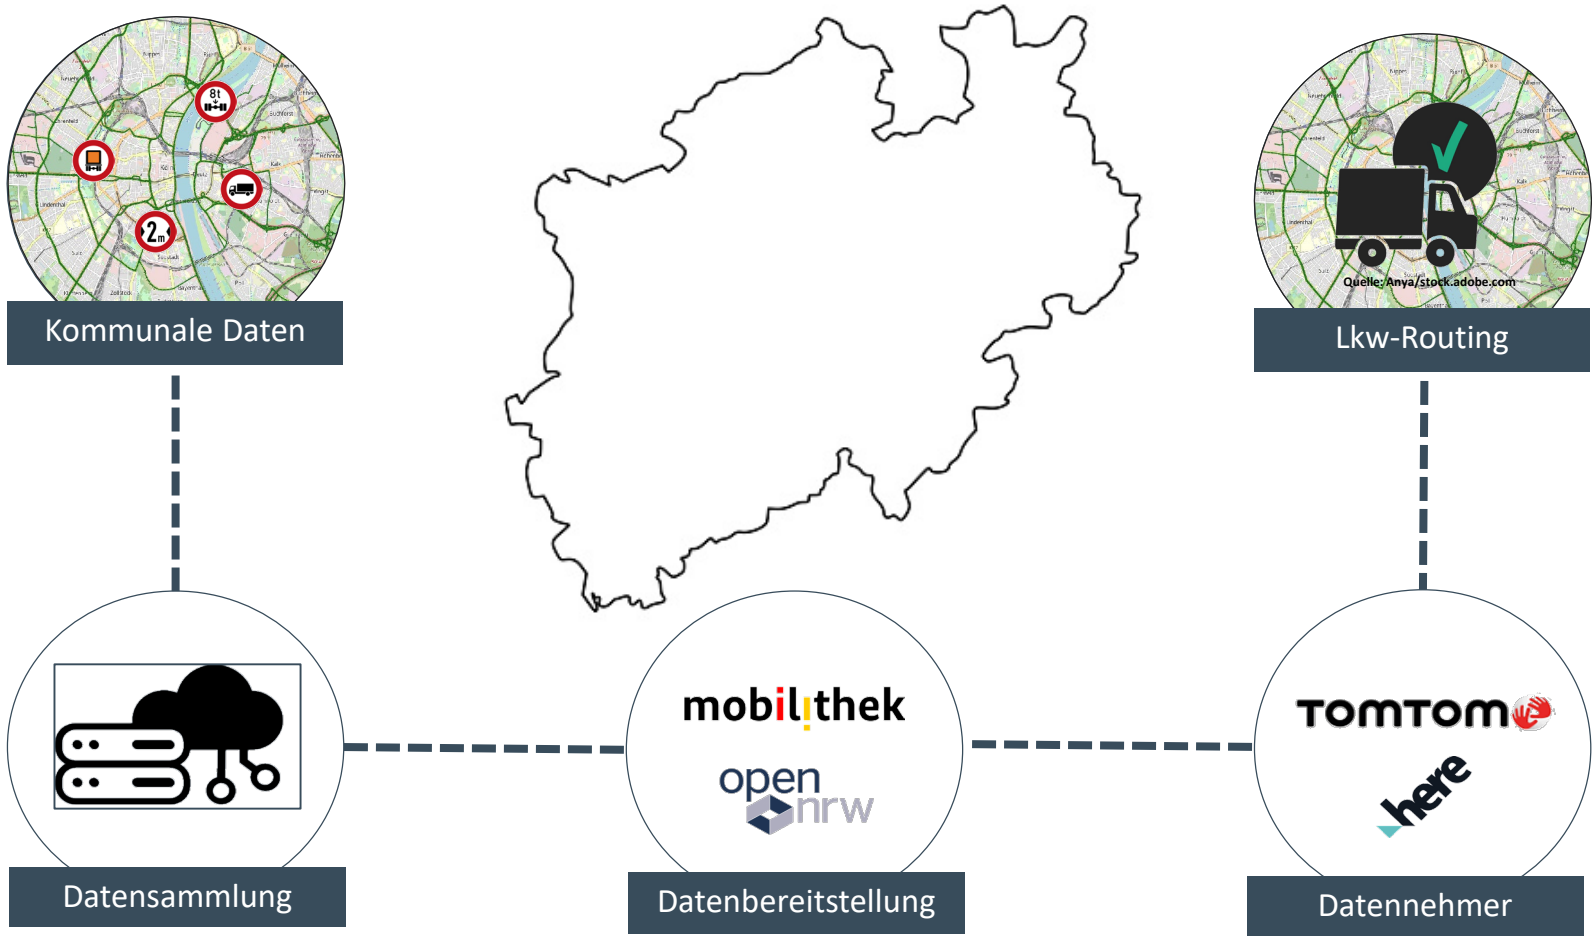 8t
2m
Kommunale Daten
Quelle: Anya/stock.adobe.com
Lkw-Routing
Datensammlung
mobilithek
open
nrw
Datenbereitstellung
TOMTOM
here
Datennehmer